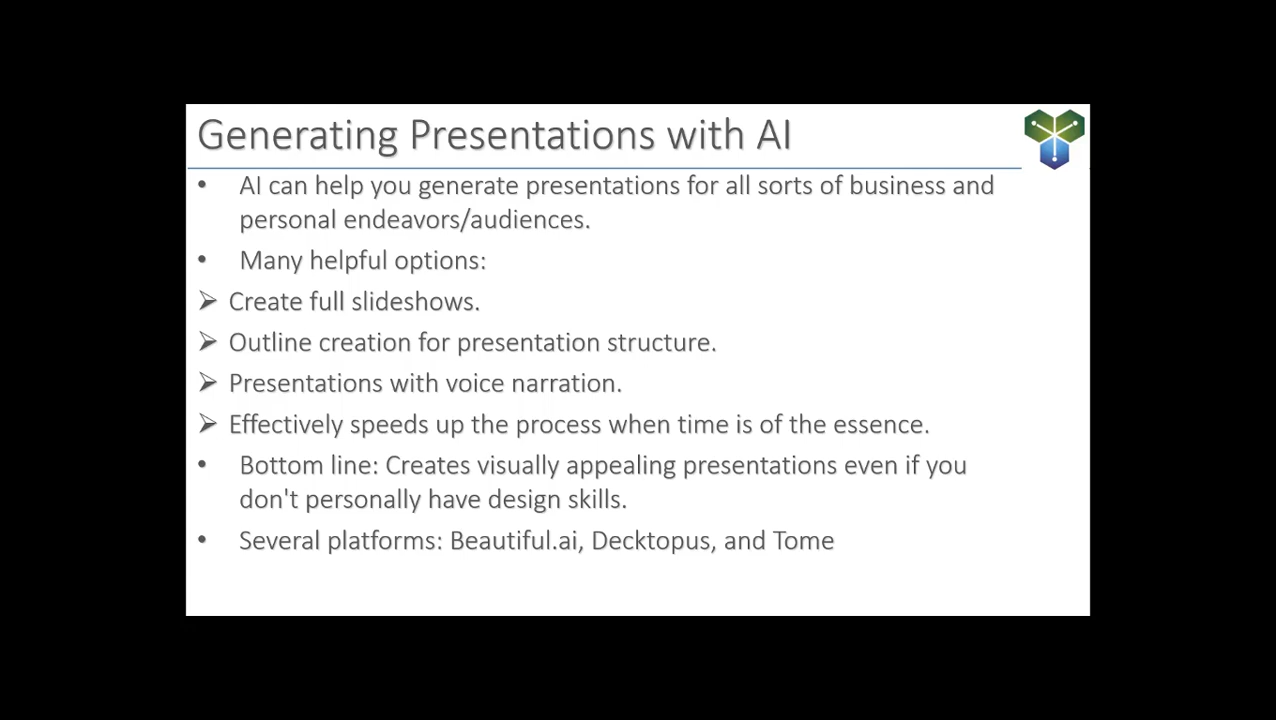 Generating Presentations with AI
• AI can help you generate presentations for all sorts of business and
personal endeavors/audiences.
• Many helpful options:
➢ Create full slideshows.
➢ Outline creation for presentation structure.
➢ Presentations with voice narration.
➢ Effectively speeds up the process when time is of the essence.
• Bottom line: Creates visually appealing presentations even if you
don't personally have design skills.
• Several platforms: Beautiful.ai, Decktopus, and Tome